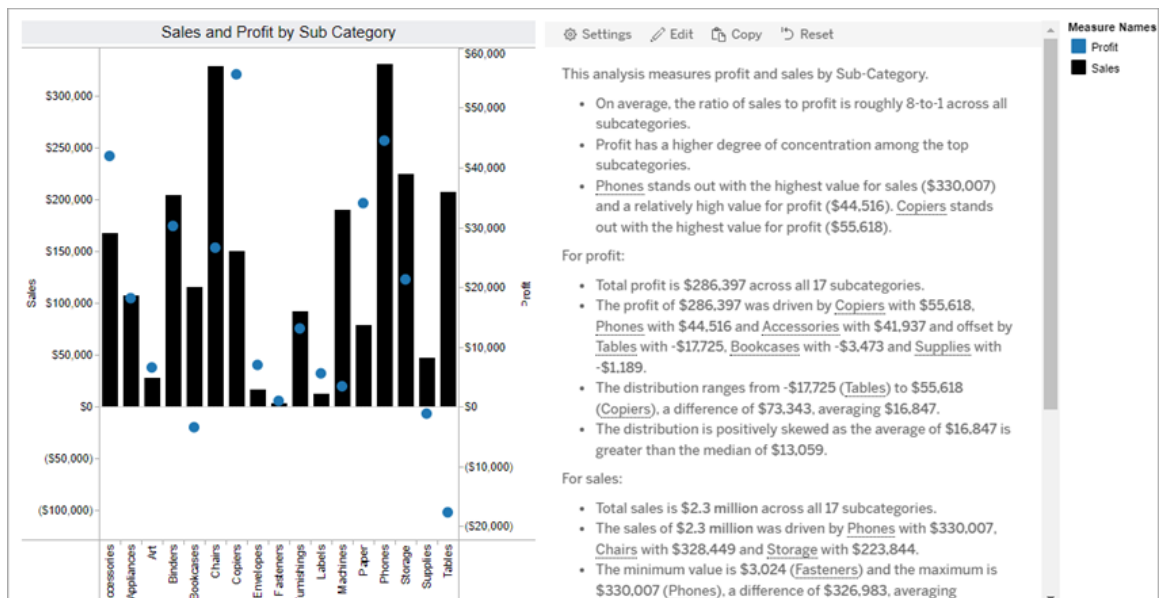 Sales and Profit by Sub Category
$60,000
$300,000
$50,000
$250,000
$40,000
$200,000
$30,000
$150,000
$20,000
$100,000
$10,000
$50,000
$0
$0
($50,000)
($10,000)
($100,000)
($20,000)
Sales
Profit
Appliances
Art
Binders
Bookcases
Chairs
Copiers
Envelopes
Fasteners
Labels
Machines
Paper
Phones
Storage
Supplies
Tables
Settings Edit Copy Reset
This analysis measures profit and sales by Sub-Category.
• On average, the ratio of sales to profit is roughly 8-to-1 across all
subcategories.
• Profit has a higher degree of concentration among the top
subcategories.
• Phones stands out with the highest value for sales ($330,007)
and a relatively high value for profit ($44,516). Copiers stands
out with the highest value for profit ($55,618).
For profit:
• Total profit is $286,397 across all 17 subcategories.
• The profit of $286,397 was driven by Copiers with $55,618,
Phones with $44,516 and Accessories with $41,937 and offset by
Tables with -$17,725, Bookcases with -$3,473 and Supplies with
-$1,189.
• The distribution ranges from -$17,725 (Tables) to $55,618
(Copiers), a difference of $73,343, averaging $16,847.
• The distribution is positively skewed as the average of $16,847 is
greater than the median of $13,059.
For sales:
• Total sales is $2.3 million across all 17 subcategories.
• The sales of $2.3 million was driven by Phones with $330,007,
Chairs with $328,449 and Storage with $223,844.
• The minimum value is $3,024 (Fasteners) and the maximum is
$330,007 (Phones), a difference of $326,983, averaging
Measure Names
Profit
Sales